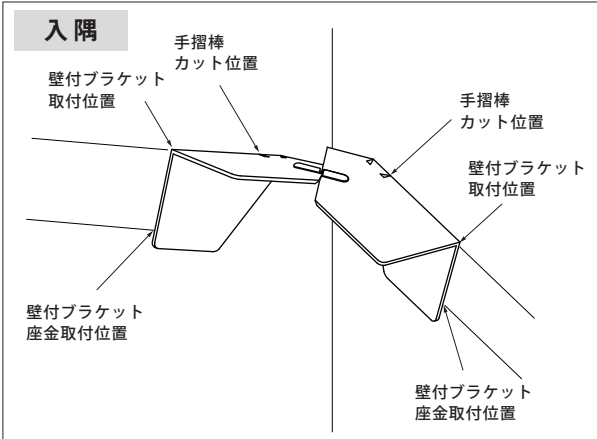 入隅
手摺棒
カット位置
壁付ブラケット
取付位置
手摺棒
カット位置
壁付ブラケット
取付位置
壁付ブラケット
座金取付位置
壁付ブラケット
座金取付位置